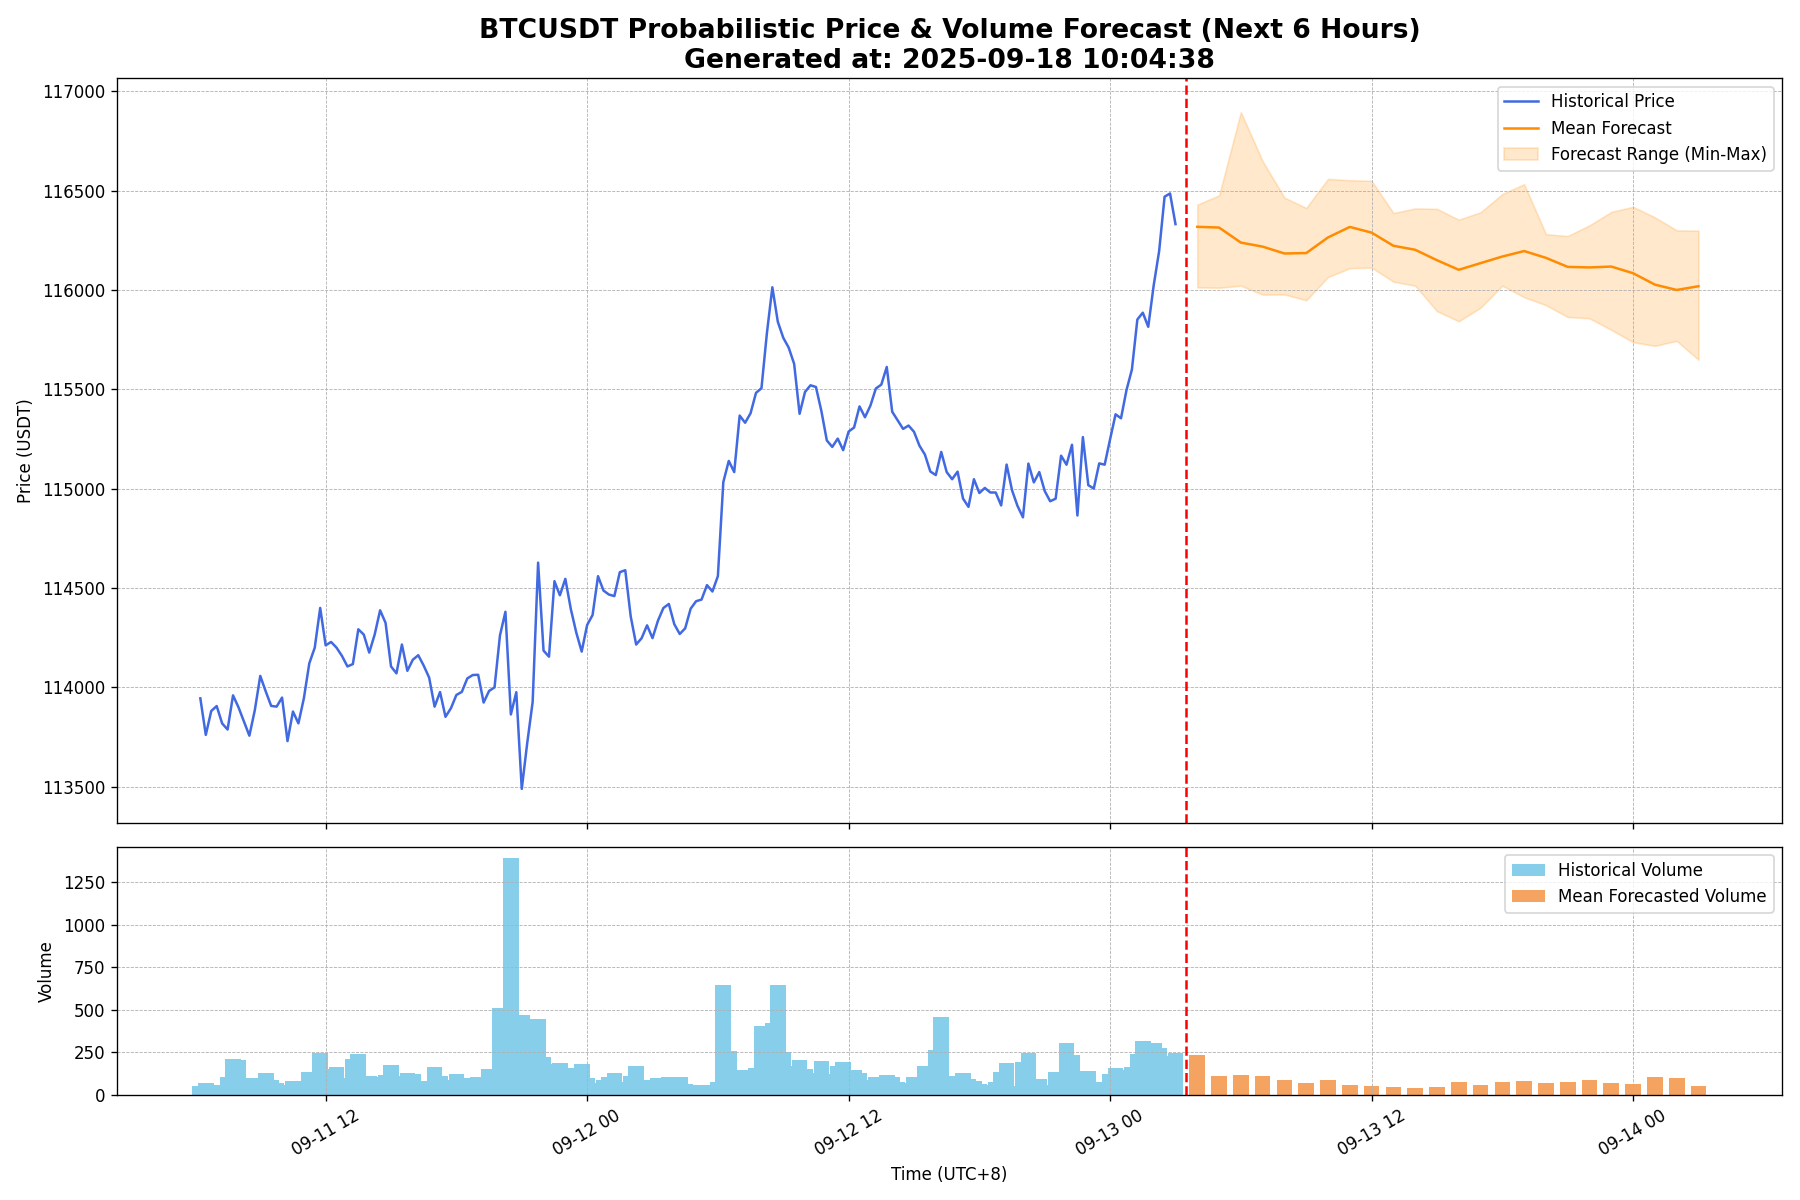 BTCUSDT Probabilistic Price & Volume Forecast (Next 6 Hours)
Generated at: 2025-09-18 10:04:38
117000
116500
116000
115500
115000
114500
114000
113500
Price (USDT)
Historical Price
Mean Forecast
Forecast Range (Min-Max)
1250
1000
750
500
250
0
Volume
Historical Volume
Mean Forecasted Volume
09-11 12
09-12 00
09-12 12
09-13 00
09-13 12
09-14 00
Time (UTC+8)